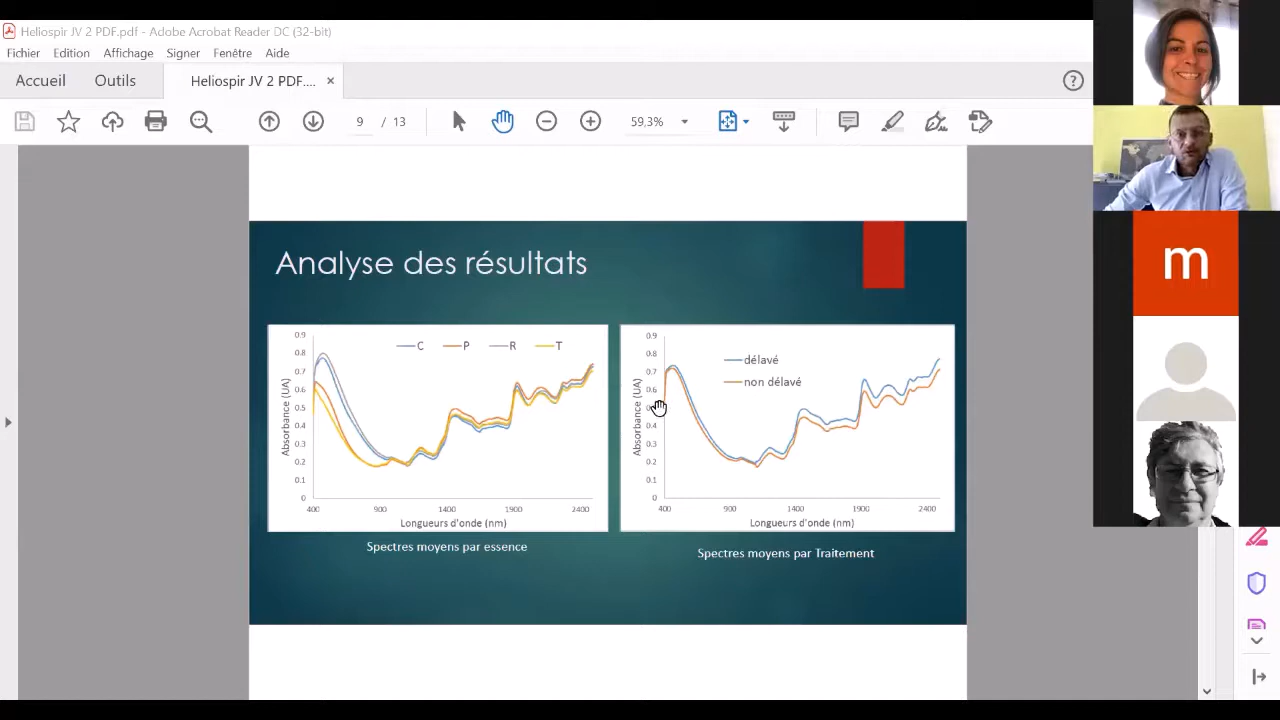 Heliospir JV 2 PDF.pdf - Adobe Acrobat Reader DC (32-bit)
Fichier Edition Affichage Signer Fenêtre Aide
Accueil Outils Heliospir JV 2 PDF.... ×
9 / 13 59,3%
m
Analyse des résultats
0.9
0.8
0.7
0.6
0.5
0.4
0.3
0.2
0.1
0
Absorbance (UA)
C P R T
400 900 1400 1900 2400
Longueurs d'onde (nm)
Spectres moyens par essence
0.9
0.8
0.7
0.6
0.4
0.3
0.2
0.1
0
Absorbance (UA)
délavé
non délavé
400 900 1400 1900 2400
Longueurs d'onde (nm)
Spectres moyens par Traitement